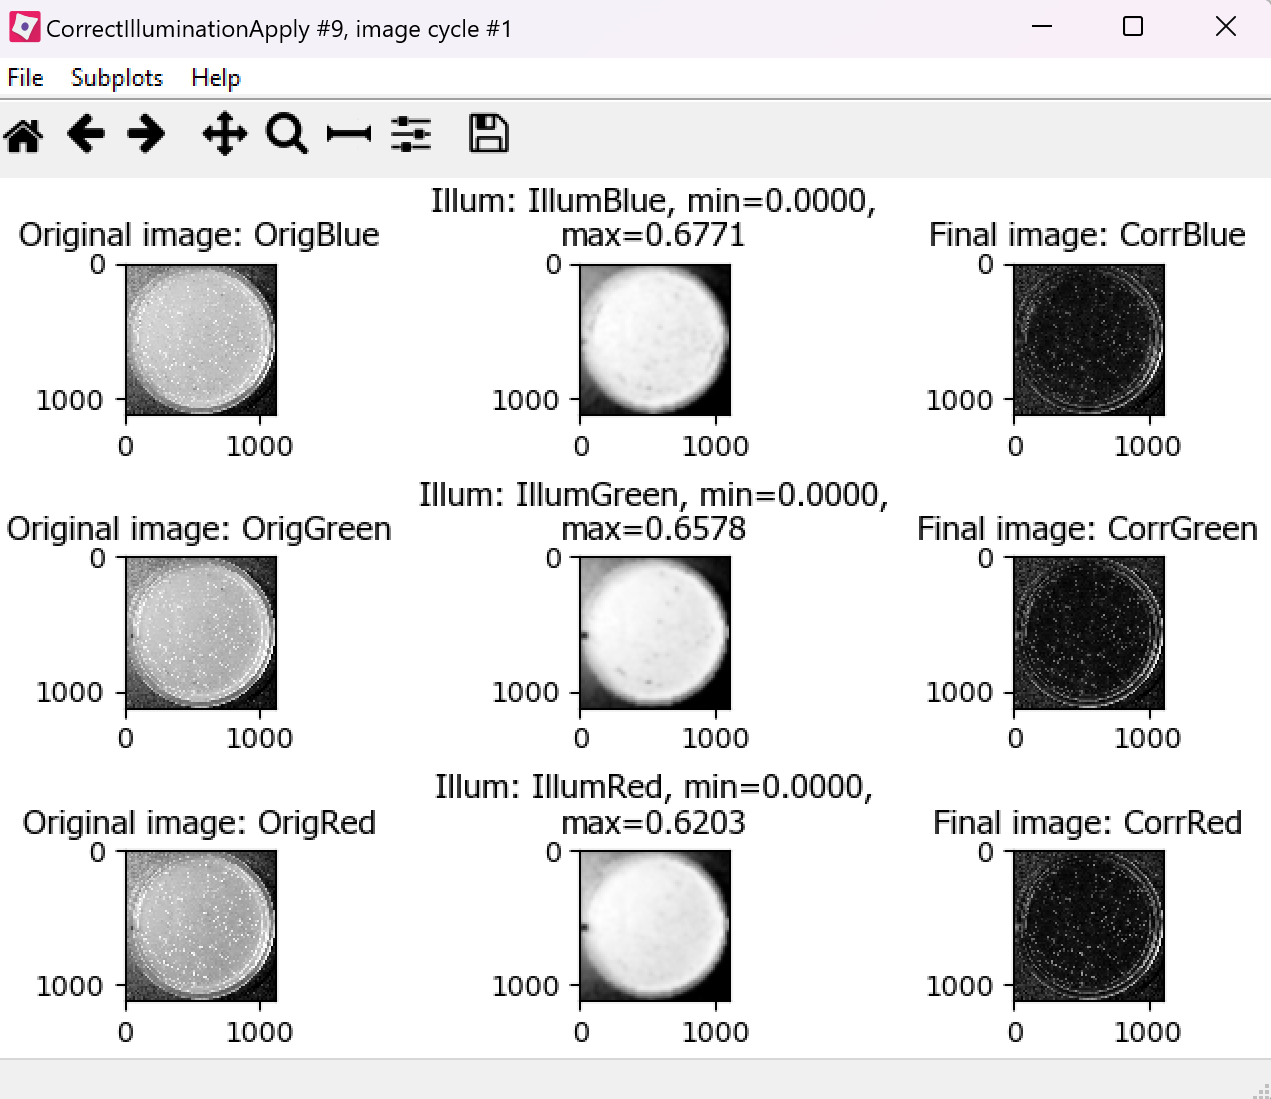 CorrectIlluminationApply #9, image cycle #1
File Subplots Help
Illum: IllumBlue, min=0.0000,
Original image: OrigBlue max=0.6771 Final image: CorrBlue
0 0 0
1000 1000 1000
0 1000 0 1000 0 1000
Illum: IllumGreen, min=0.0000,
Original image: OrigGreen max=0.6578 Final image: CorrGreen
0 0 0
1000 1000 1000
0 1000 0 1000 0 1000
Illum: IllumRed, min=0.0000,
Original image: OrigRed max=0.6203 Final image: CorrRed
0 0 0
1000 1000 1000
0 1000 0 1000 0 1000